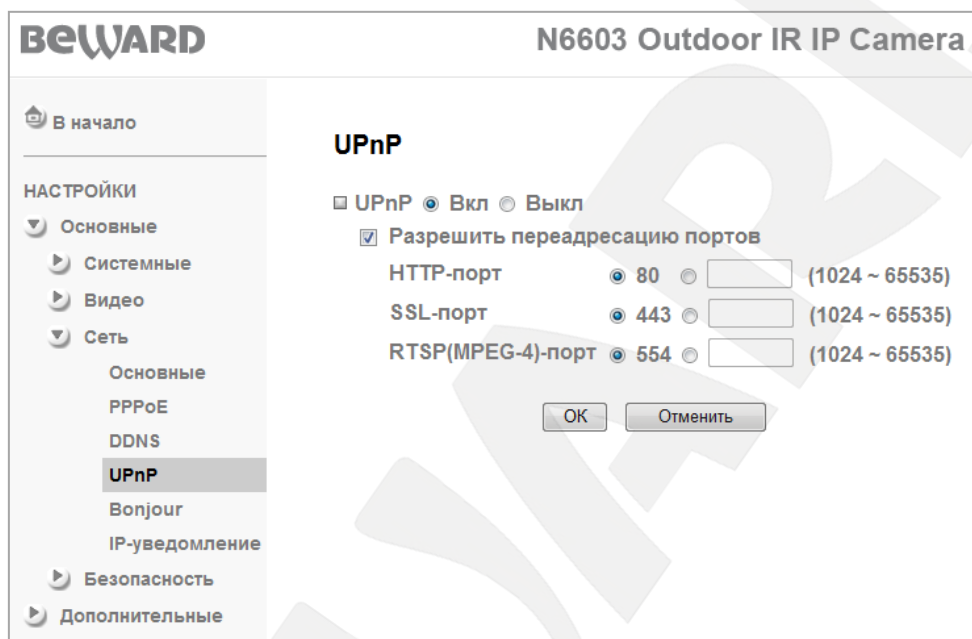 BEWARD
N6603 Outdoor IR IP Camera
В начало
НАСТРОЙКИ
Основные
Системные
Видео
Сеть
Основные
PPPoE
DDNS
UPnP
Bonjour
IP-уведомление
Безопасность
Дополнительные
UPnP
UPnP Вкл Выкл
Разрешить переадресацию портов
HTTP-порт 80 (1024 ~ 65535)
SSL-порт 443 (1024 ~ 65535)
RTSP(MPEG-4)-порт 554 (1024 ~ 65535)
OK Отменить